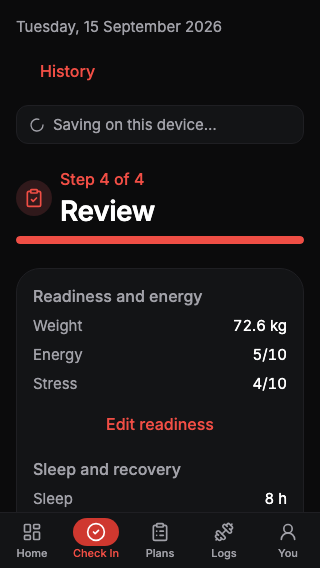 Tuesday, 15 September 2026
History
Saving on this device...
Step 4 of 4
Review
Readiness and energy
Weight 72.6 kg
Energy 5/10
Stress 4/10
Edit readiness
Sleep and recovery
Sleep 8 h
Home Check In Plans Logs You